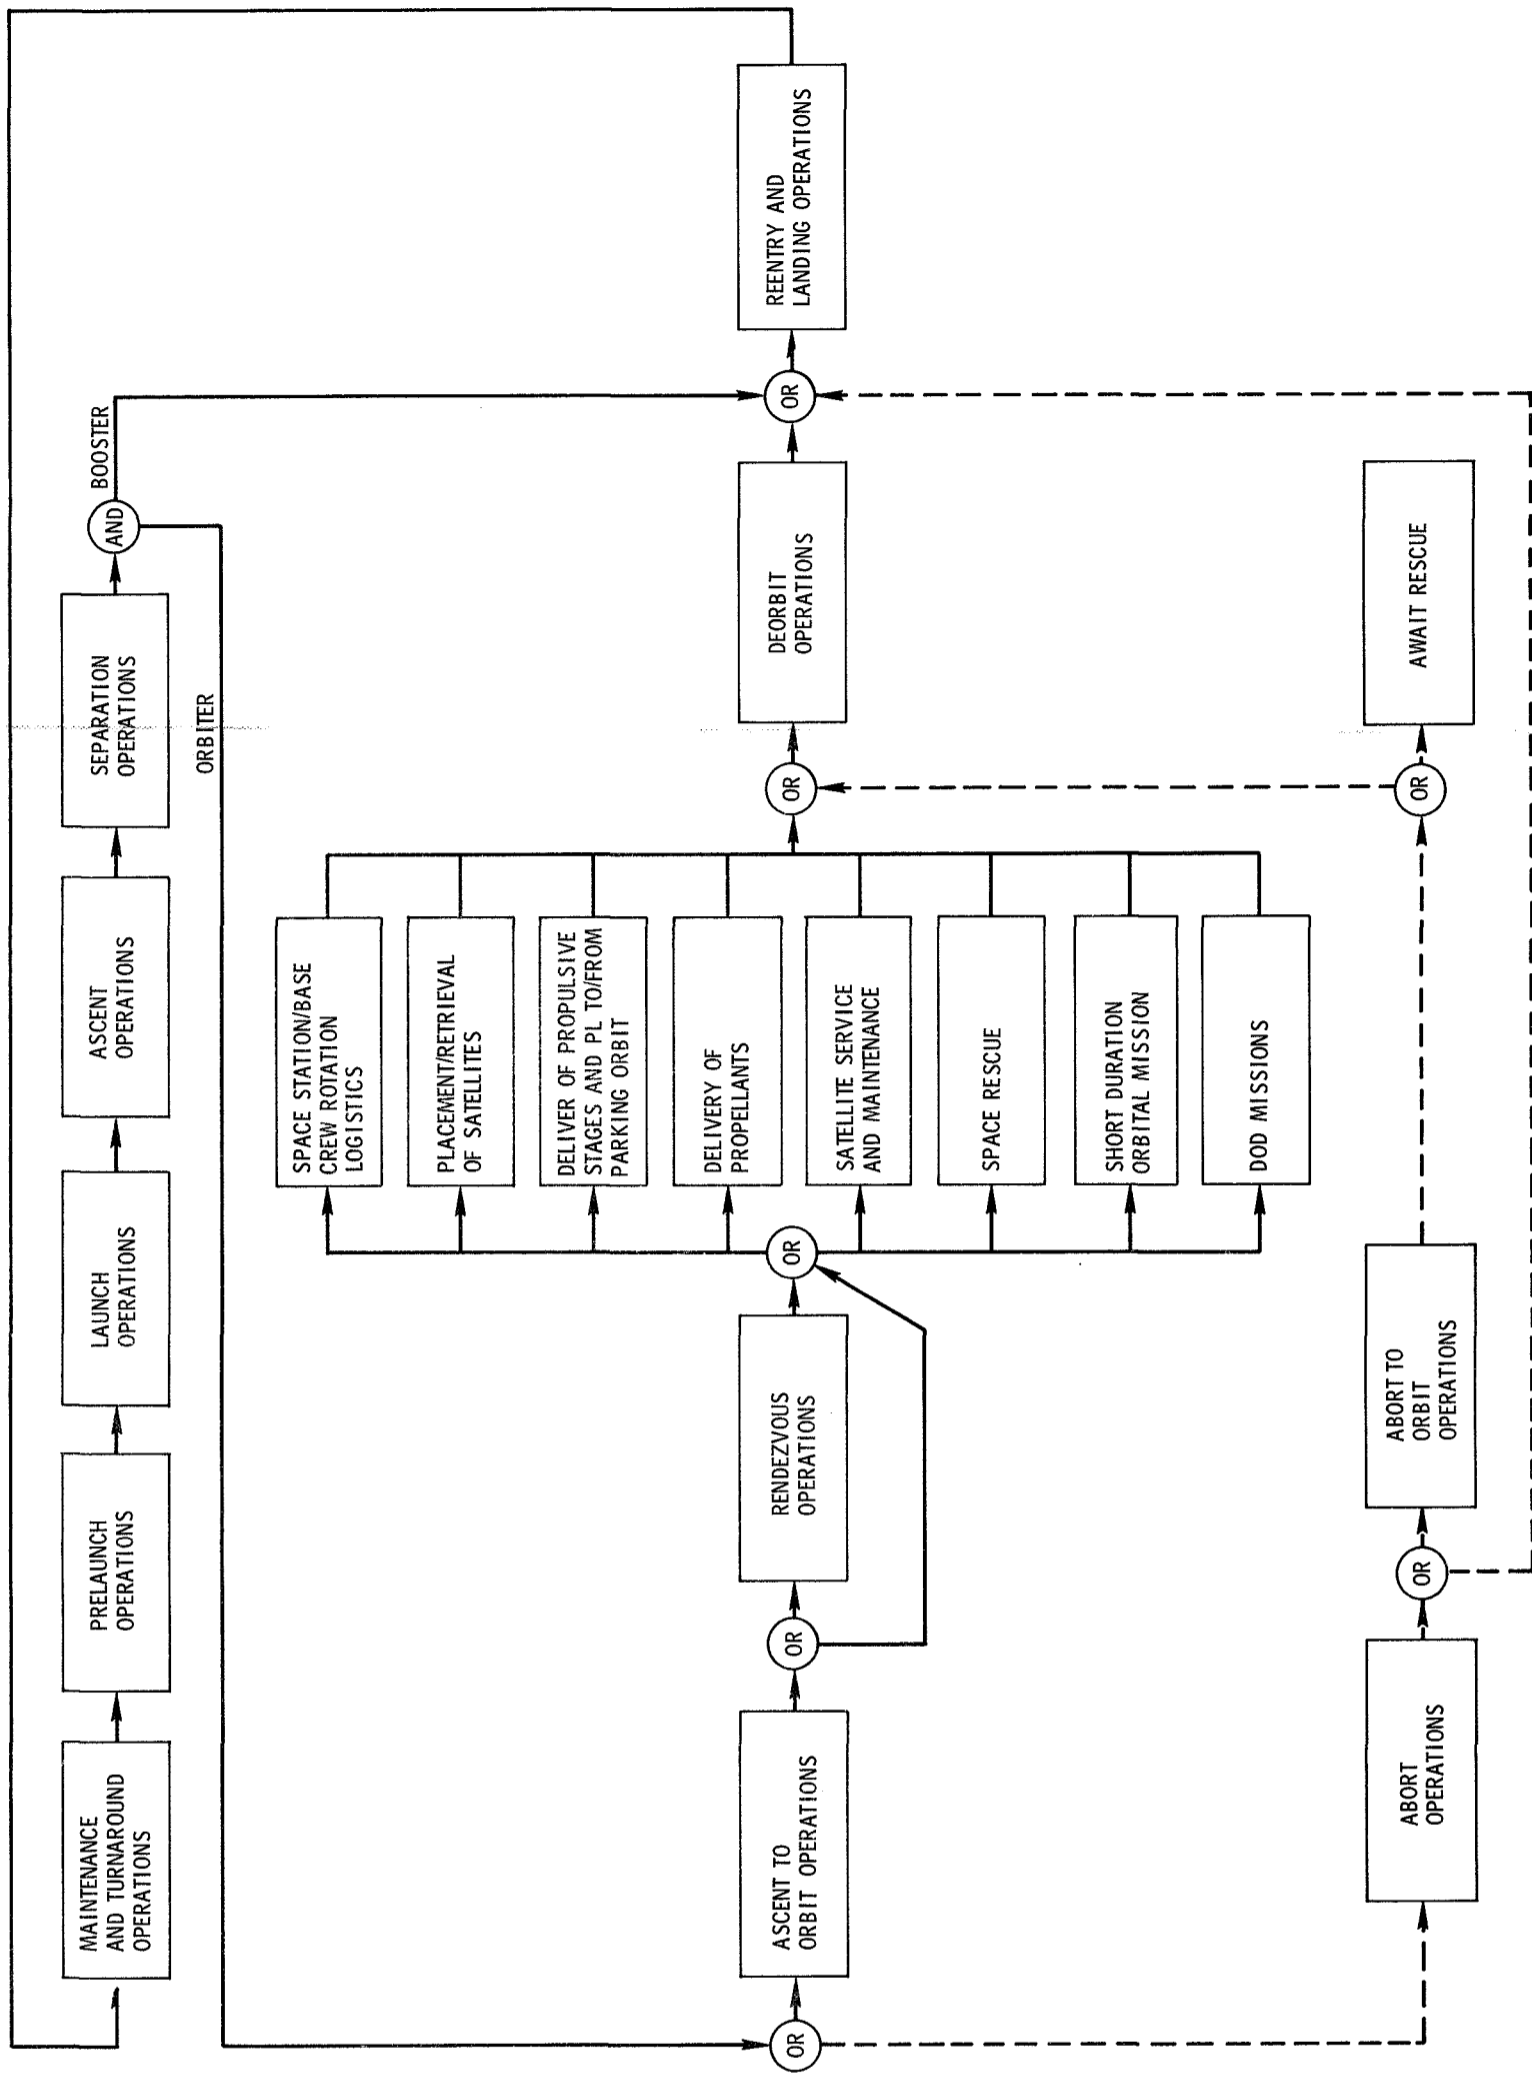 MAINTENANCE
AND TURNAROUND
OPERATIONS
PRELAUNCH
OPERATIONS
LAUNCH
OPERATIONS
ASCENT
OPERATIONS
SEPARATION
OPERATIONS
AND
BOOSTER
ORBITER
OR
ASCENT TO
ORBIT OPERATIONS
OR
RENDEZVOUS
OPERATIONS
OR
SPACE STATION/BASE
CREW ROTATION
LOGISTICS
PLACEMENT/RETRIEVAL
OF SATELLITES
DELIVER OF PROPULSIVE
STAGES AND PL TO/FROM
PARKING ORBIT
DELIVERY OF
PROPELLANTS
SATELLITE SERVICE
AND MAINTENANCE
SPACE RESCUE
SHORT DURATION
ORBITAL MISSION
DOD MISSIONS
OR
DEORBIT
OPERATIONS
OR
REENTRY AND
LANDING OPERATIONS
ABORT
OPERATIONS
OR
ABORT TO
ORBIT
OPERATIONS
OR
AWAIT RESCUE